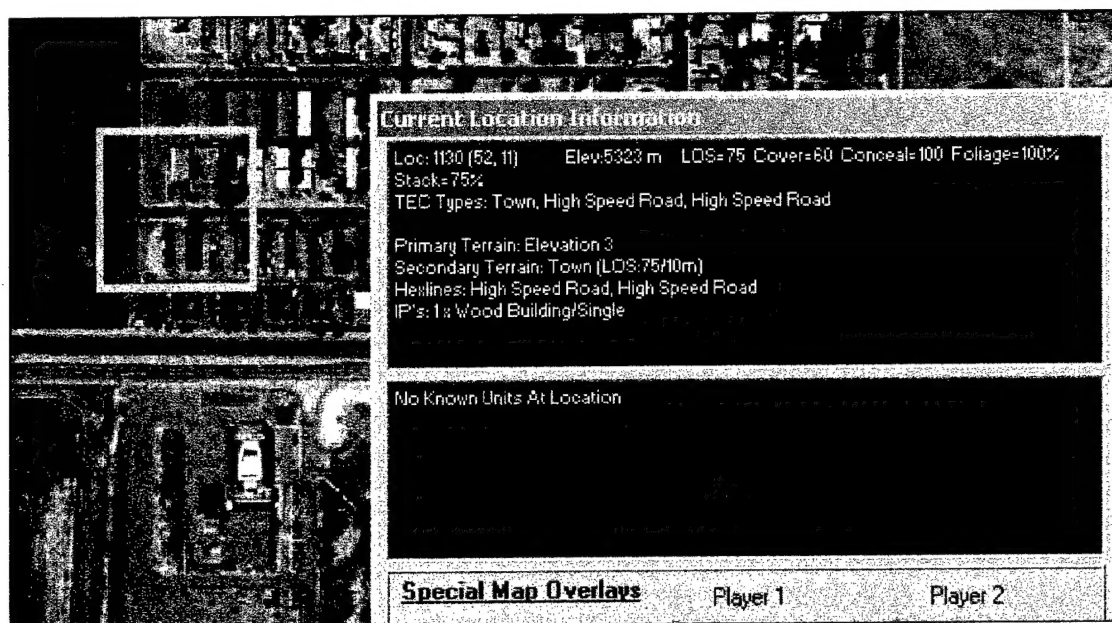 Current Location Information
Loc: 1130 (52, 11) Elev:5323 m LOS=75 Cover=60 Conceal=100 Foliage=100%
Stack=75%
TEC Types: Town, High Speed Road, High Speed Road
Primary Terrain: Elevation 3
Secondary Terrain: Town (LOS:75/10m)
Hexlines: High Speed Road, High Speed Road
IP's: 1x Wood Building/Single
No Known Units At Location
Special Map Overlays Player 1 Player 2